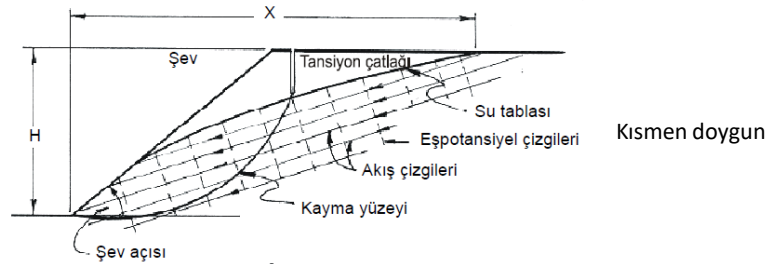 X
Şev
Tansiyon çatlağı
Su tablası
H
Eşpotansiyel çizgileri
Kısmen doygun
Akış çizgileri
Kayma yüzeyi
Şev açısı